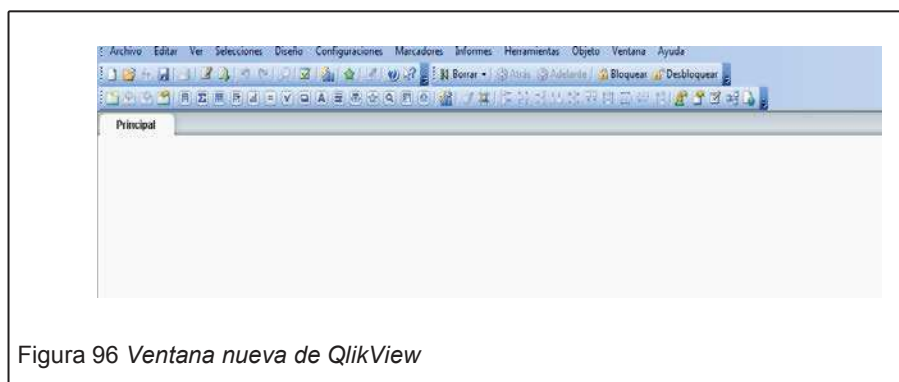 Archivo Editar Ver Selecciones Diseño Configuraciones Marcadores Informes Herramientas Objeto Ventana Ayuda
Borrar Atrás Adelante Bloquear Desbloquear
Principal
Figura 96 Ventana nueva de QlikView